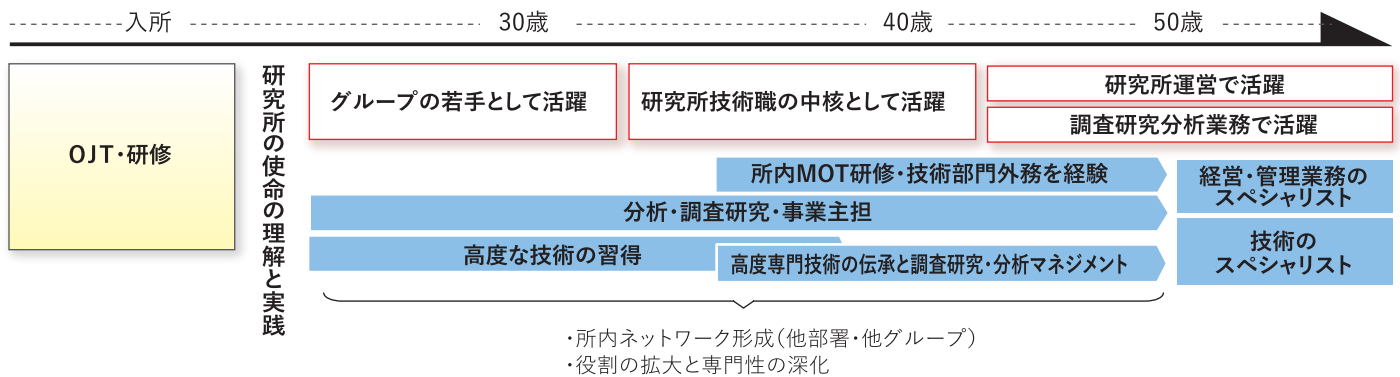 入所 30歳 40歳 50歳
OJT・研修
研究所の使命の理解と実践
グループの若手として活躍
研究所技術職の中核として活躍
研究所運営で活躍
調査研究分析業務で活躍
所内MOT研修・技術部門外務を経験
分析・調査研究・事業主担
高度な技術の習得
高度専門技術の伝承と調査研究・分析マネジメント
経営・管理業務の
スペシャリスト
技術の
スペシャリスト
・所内ネットワーク形成（他部署・他グループ）
・役割の拡大と専門性の深化